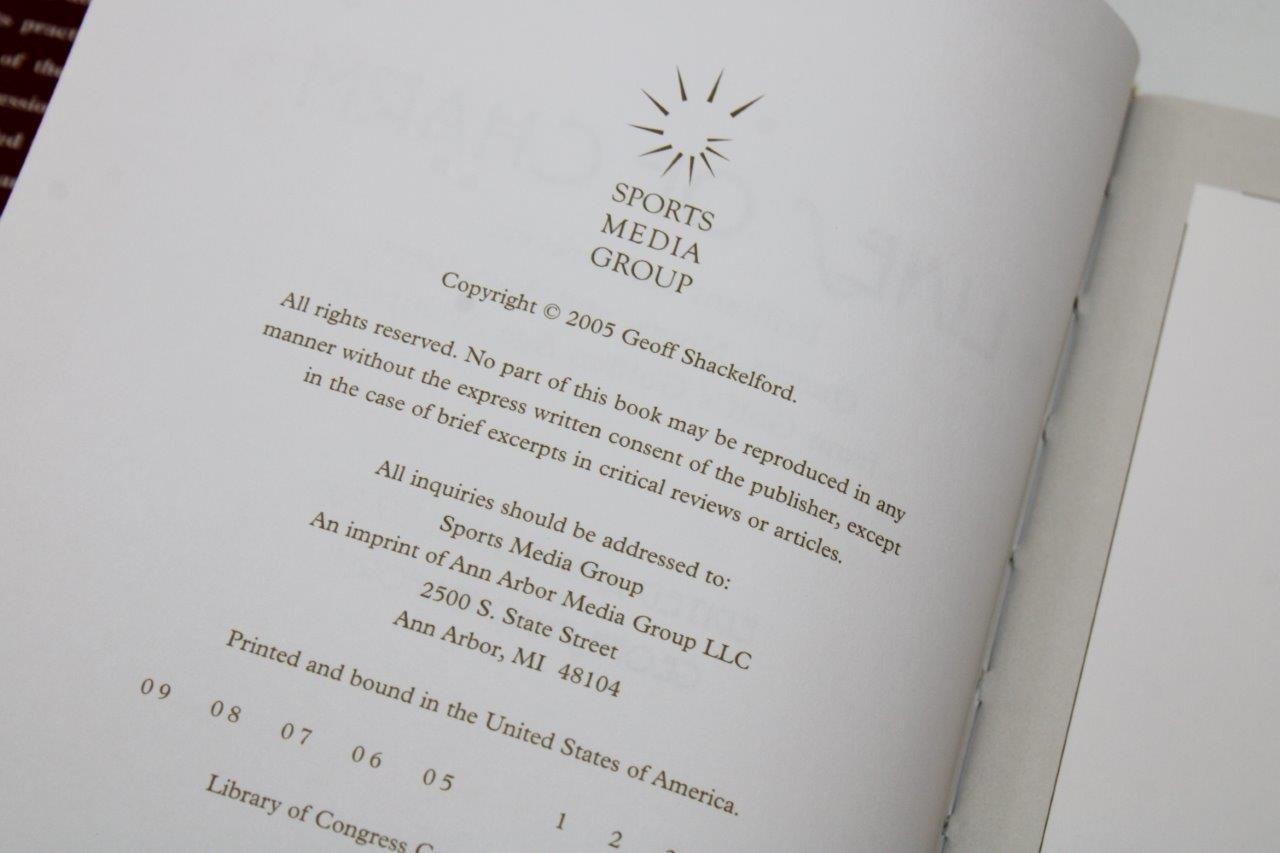 pract
of the
SPORTS
MEDIA
GROUP
Copyright © 2005 Geoff Shackelford.
All rights reserved. No part of this book may be reproduced in any
manner without the express written consent of the publisher, except
in the case of brief excerpts in critical reviews or articles.
All inquiries should be addressed to:
Sports Media Group
An imprint of Ann Arbor Media Group LLC
2500 S. State Street
Ann Arbor, MI 48104
Printed and bound in the United States of America.
09 08 07 06 05 1 2
Library of Congress